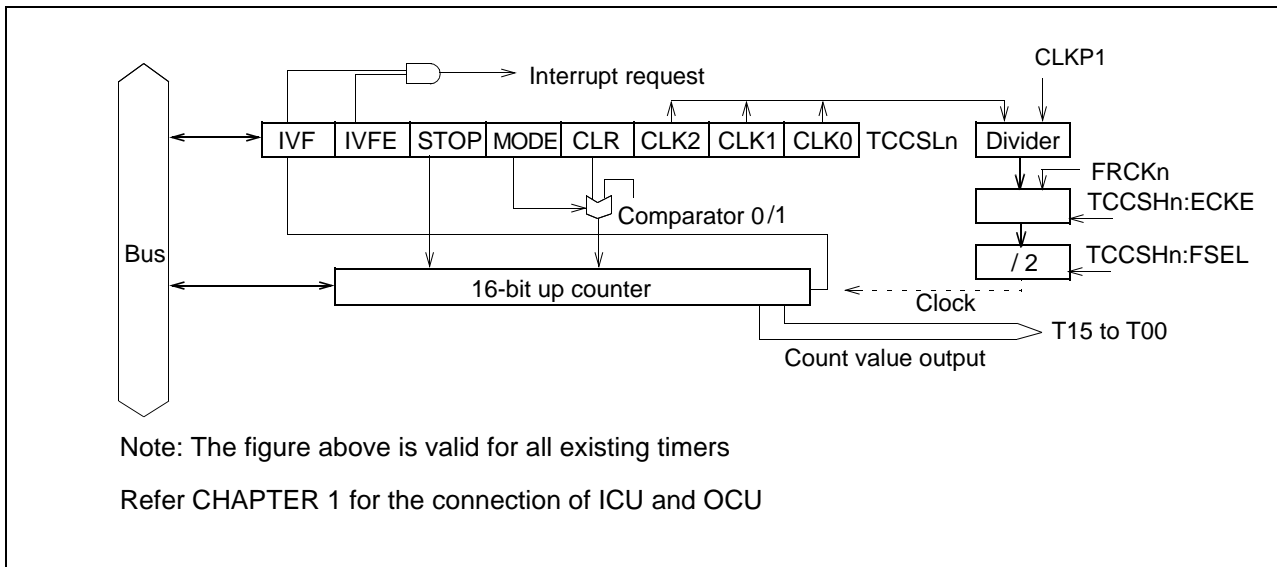 CLKP1
Interrupt request
IVF IVFE STOP MODE CLR CLK2 CLK1 CLK0 TCCSLn Divider
FRCKn
TCCSHn:ECKE
Comparator 0/1
Bus
/ 2 TCCSHn:FSEL
16-bit up counter
Clock
T15 to T00
Count value output
Note: The figure above is valid for all existing timers
Refer CHAPTER 1 for the connection of ICU and OCU